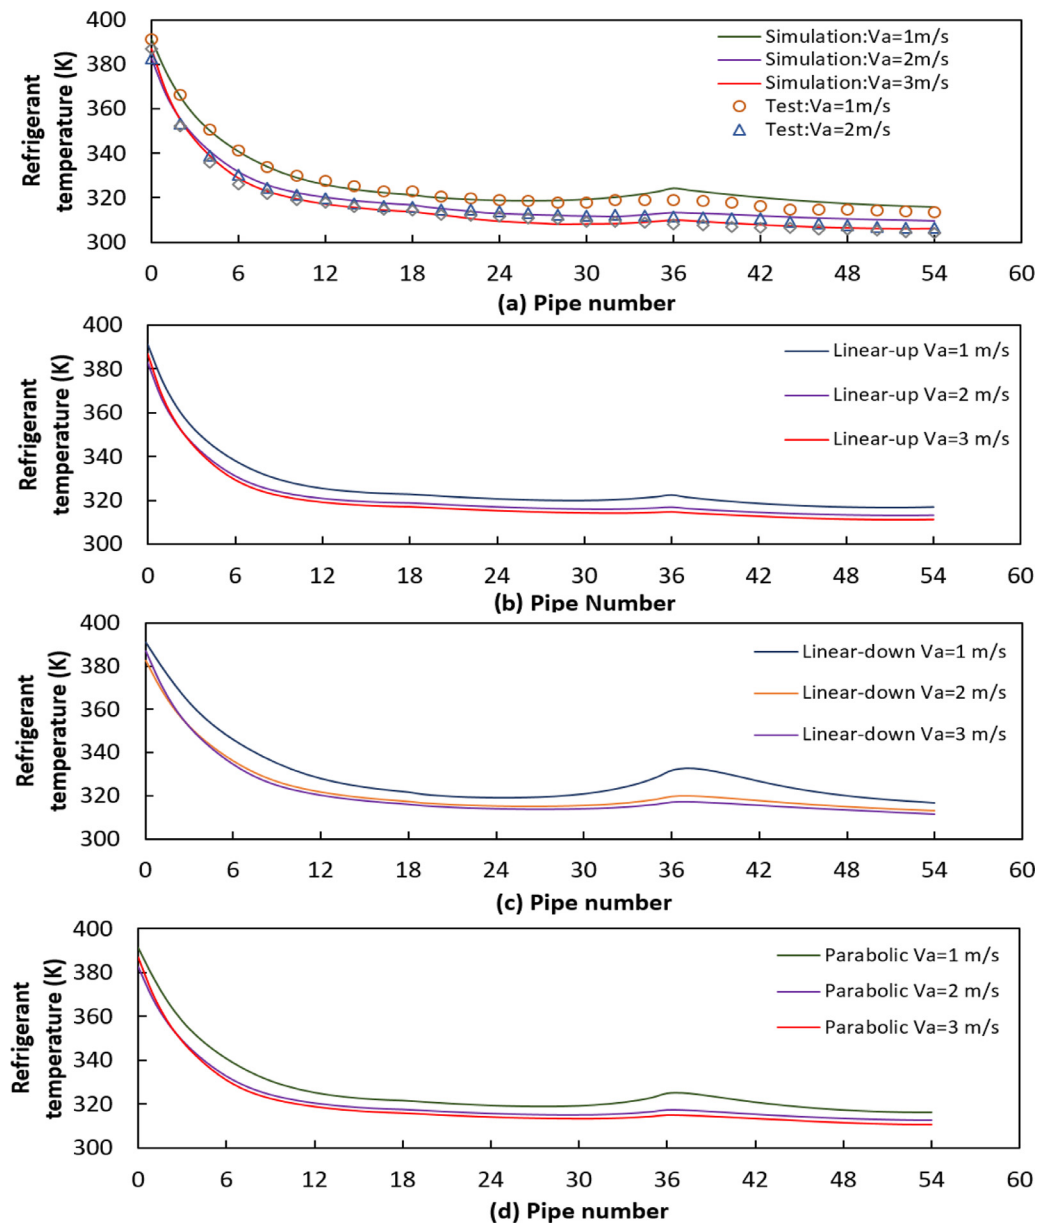 400
380
360
340
320
300
Refrigerant
temperature (K)
Simulation:Va=1m/s
Simulation:Va=2m/s
Simulation:Va=3m/s
Test:Va=1m/s
Test:Va=2m/s
0 6 12 18 24 30 36 42 48 54 60
(a) Pipe number
400
380
360
340
320
300
Refrigerant
temperature (K)
Linear-up Va=1 m/s
Linear-up Va=2 m/s
Linear-up Va=3 m/s
0 6 12 18 24 30 36 42 48 54 60
(b) Pipe Number
400
380
360
340
320
300
Refrigerant
temperature (K)
Linear-down Va=1 m/s
Linear-down Va=2 m/s
Linear-down Va=3 m/s
0 6 12 18 24 30 36 42 48 54 60
(c) Pipe number
400
380
360
340
320
300
Refrigerant
temperature (K)
Parabolic Va=1 m/s
Parabolic Va=2 m/s
Parabolic Va=3 m/s
0 6 12 18 24 30 36 42 48 54 60
(d) Pipe number